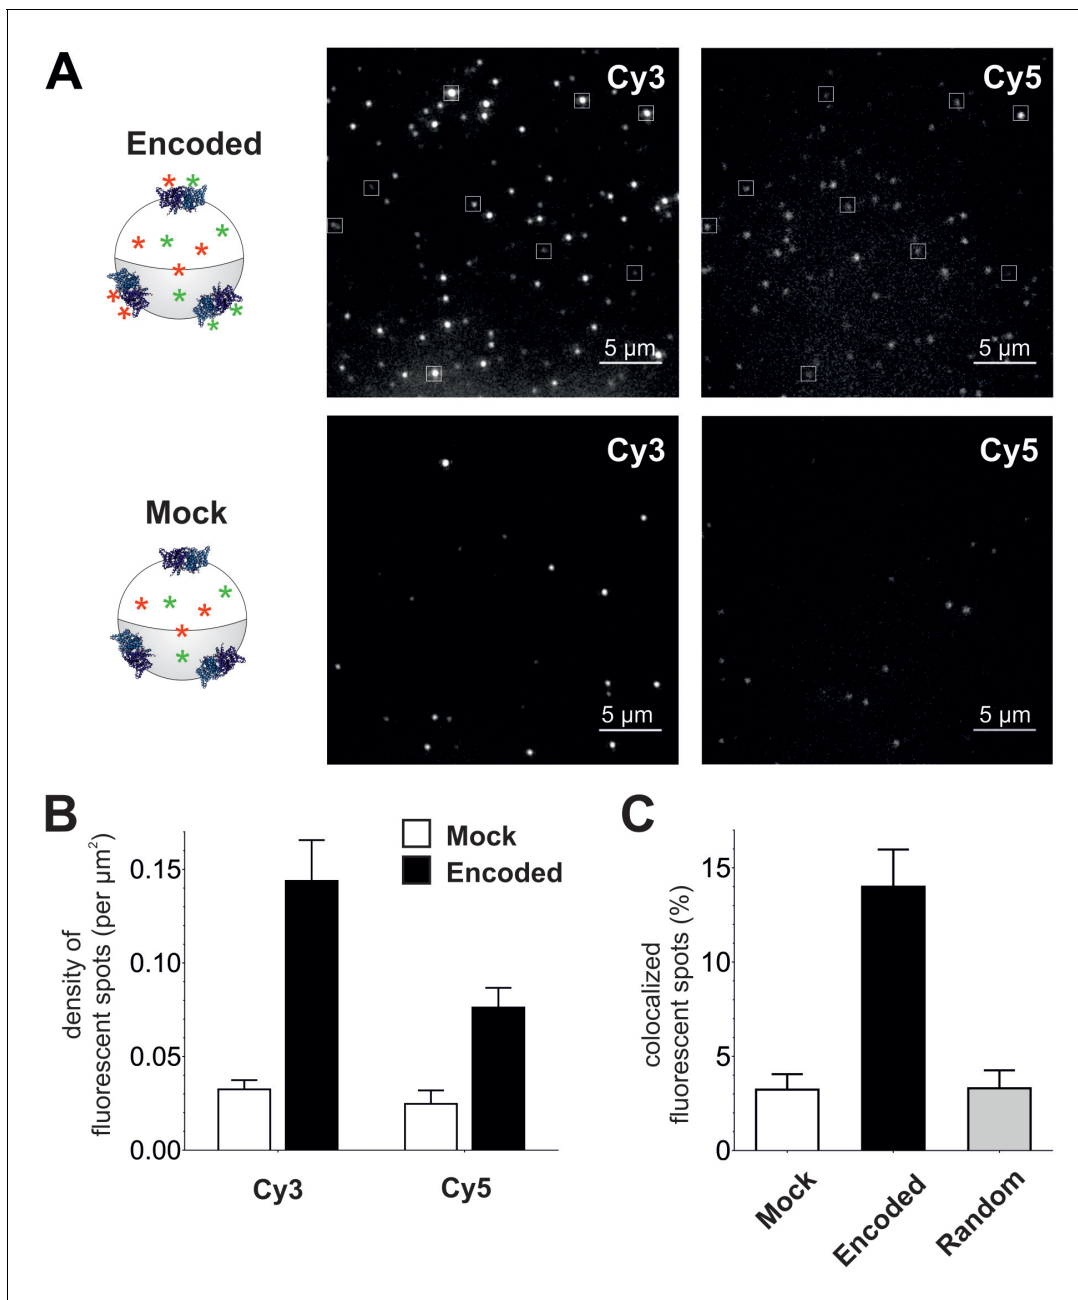 A
Encoded
Cy3
5 µm
Cy5
5 µm
Mock
Cy3
5 µm
Cy5
5 µm
B
density of
fluorescent spots (per µm²)
0.15
0.10
0.05
0.00
Mock
Encoded
Cy3
Cy5
C
colocalized
fluorescent spots (%)
15
10
5
0
Mock
Encoded
Random